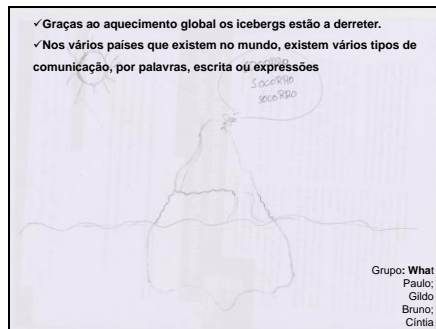 ✓Graças ao aquecimento global os icebergs estão a derreter.
✓Nos vários países que existem no mundo, existem vários tipos de
comunicação, por palavras, escrita ou expressões
SOCORRO
SOCORRO
SOCORRO
Grupo: What
Paulo;
Gildo
Bruno;
Cíntia